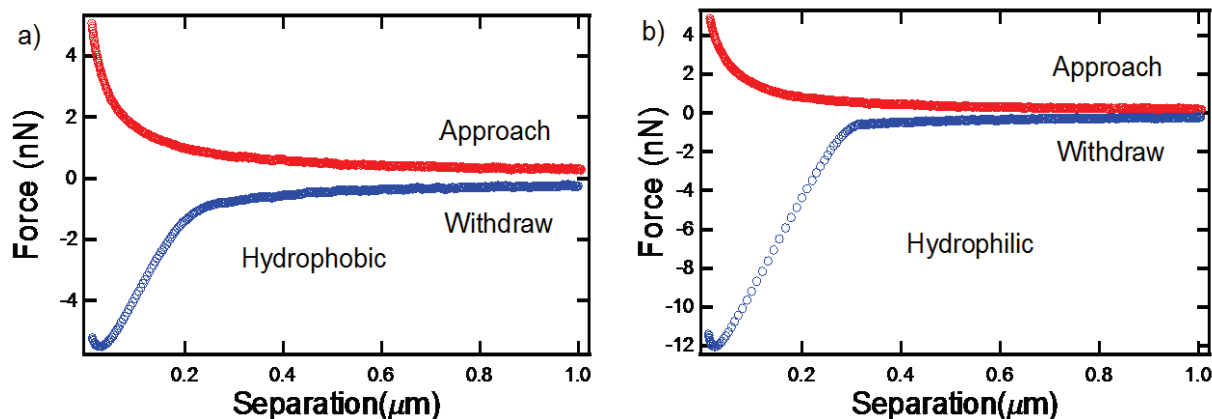 a)
4
2
0
-2
-4
Force (nN)
Approach
Withdraw
Hydrophobic
0.2 0.4 0.6 0.8 1.0
Separation(μm)
b)
4
2
0
-2
-4
-6
-8
-10
-12
Force (nN)
Approach
Withdraw
Hydrophilic
0.2 0.4 0.6 0.8 1.0
Separation(μm)